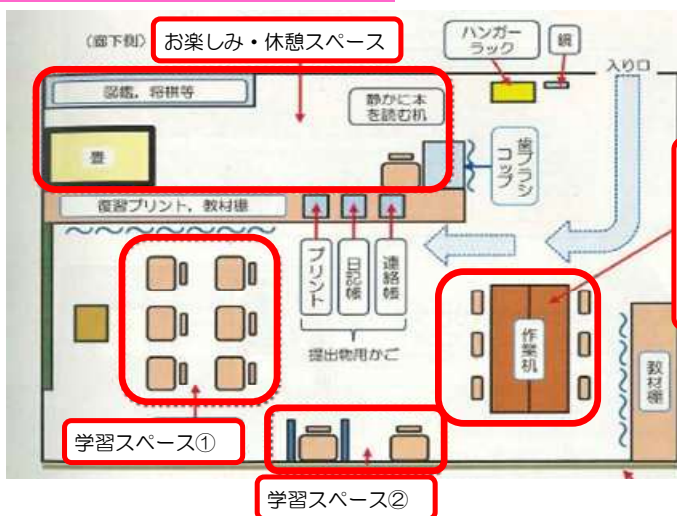 (廊下側)
お楽しみ・休憩スペース
ハンガー
ラック
鏡
入り口
図鑑，将棋等
静かに本
を読む机
畳
歯ブラシ
コップ
復習プリント，教材棚
プリント
日記帳
連絡帳
提出物用かご
作業机
教材棚
学習スペース①
学習スペース②